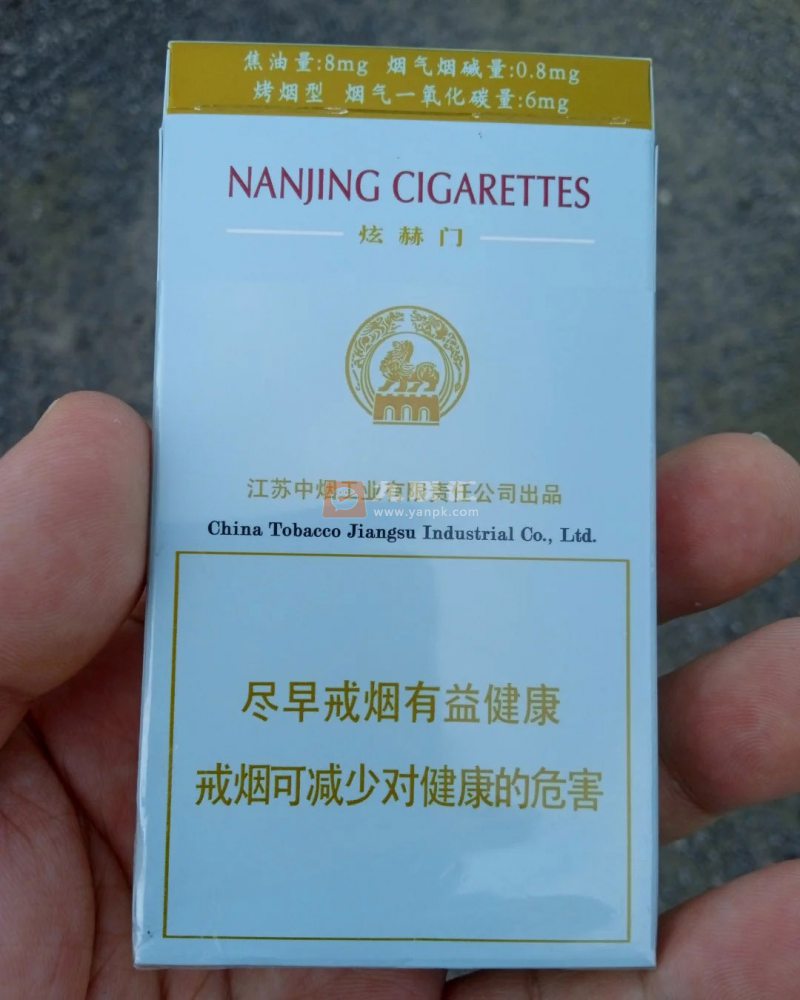 焦油量:8mg 烟气烟碱量:0.8mg
烤烟型 烟气一氧化碳量:6mg
NANJING CIGARETTES
炫赫门
江苏中烟工业有限责任公司出品
www.yanpk.com
China Tobacco Jiangsu Industrial Co., Ltd.
尽早戒烟有益健康
戒烟可减少对健康的危害